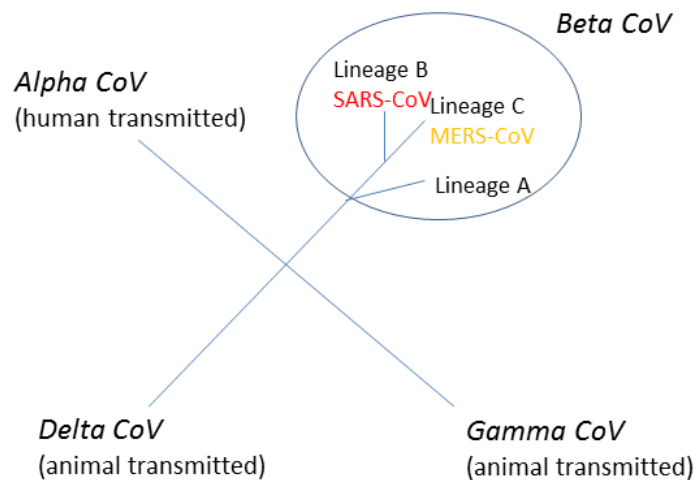 Beta CoV
Alpha CoV
(human transmitted)
Lineage B
SARS-CoV
Lineage C
MERS-CoV
Lineage A
Delta CoV
(animal transmitted)
Gamma CoV
(animal transmitted)